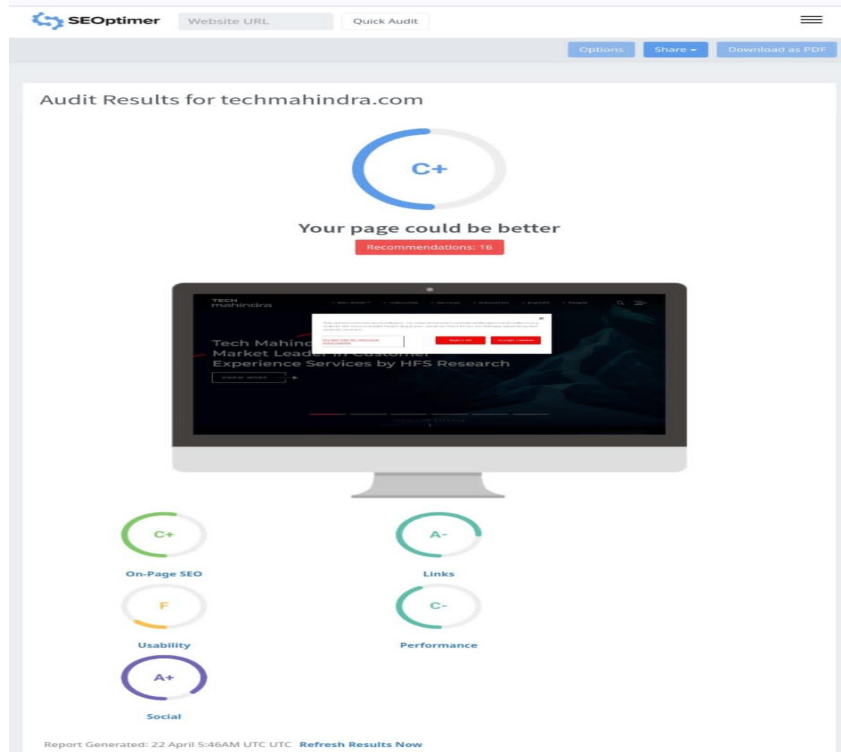 SEOptimer
Website URL
Quick Audit
Options
Share
Download as PDF
Audit Results for techmahindra.com
C+
Your page could be better
Recommendations: 16
TECH
mahindra
Tech Mahind
Market Leader in Customer
Experience Services by HFS Research
C+
On-Page SEO
A-
Links
F
Usability
C-
Performance
A+
Social
Report Generated: 22 April 5:46AM UTC UTC Refresh Results Now